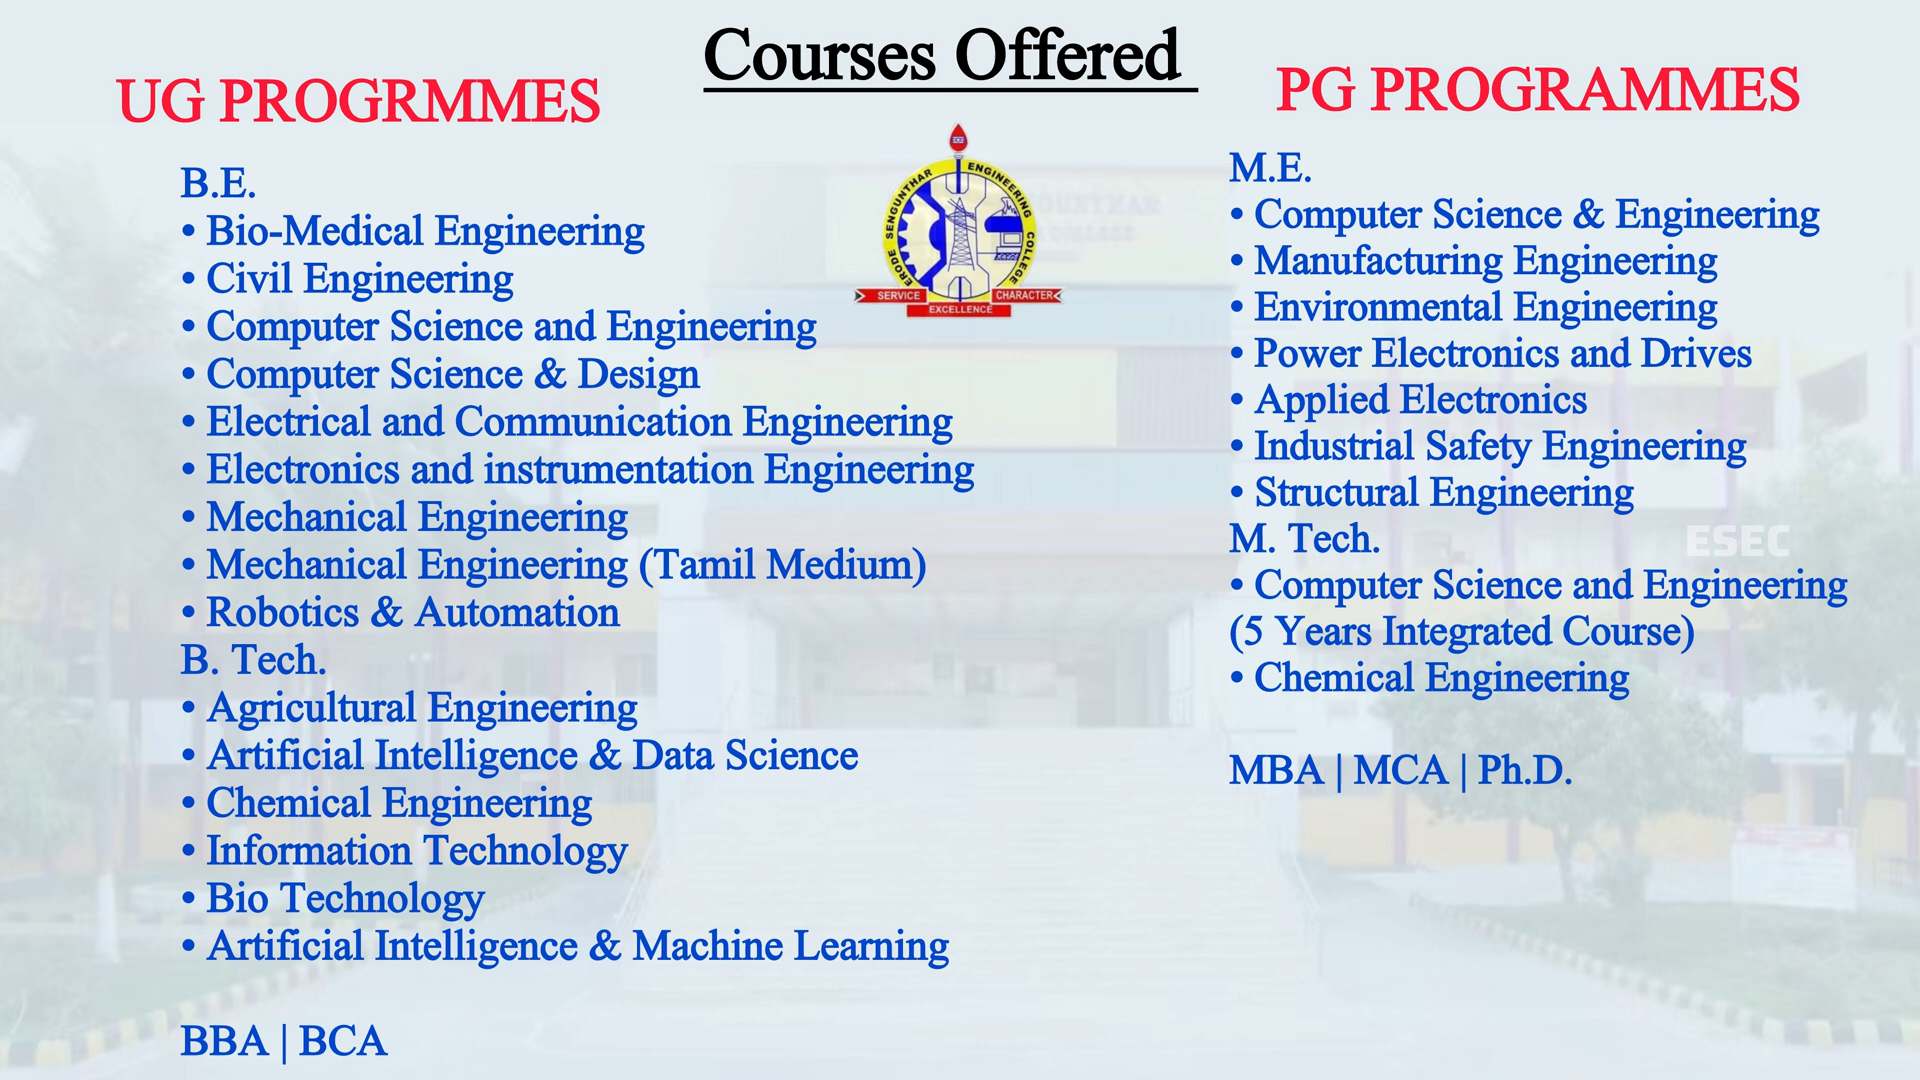 Courses Offered
UG PROGRMMES
B.E.
• Bio-Medical Engineering
• Civil Engineering
• Computer Science and Engineering
• Computer Science & Design
• Electrical and Communication Engineering
• Electronics and instrumentation Engineering
• Mechanical Engineering
• Mechanical Engineering (Tamil Medium)
• Robotics & Automation
B. Tech.
• Agricultural Engineering
• Artificial Intelligence & Data Science
• Chemical Engineering
• Information Technology
• Bio Technology
• Artificial Intelligence & Machine Learning
BBA | BCA
ERODE SENGUNTHAR ENGINEERING COLLEGE
SERVICE
EXCELLENCE
CHARACTER
PG PROGRAMMES
M.E.
• Computer Science & Engineering
• Manufacturing Engineering
• Environmental Engineering
• Power Electronics and Drives
• Applied Electronics
• Industrial Safety Engineering
• Structural Engineering
M. Tech.
• Computer Science and Engineering
(5 Years Integrated Course)
• Chemical Engineering
MBA | MCA | Ph.D.
ESEC